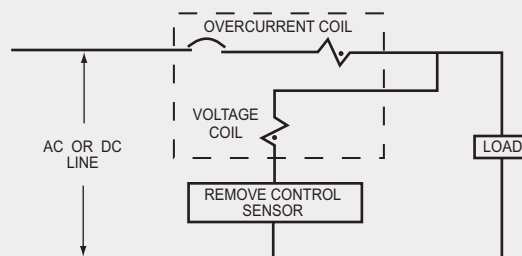 OVERCURRENT COIL
VOLTAGE
COIL
AC OR DC
LINE
LOAD
REMOVE CONTROL
SENSOR